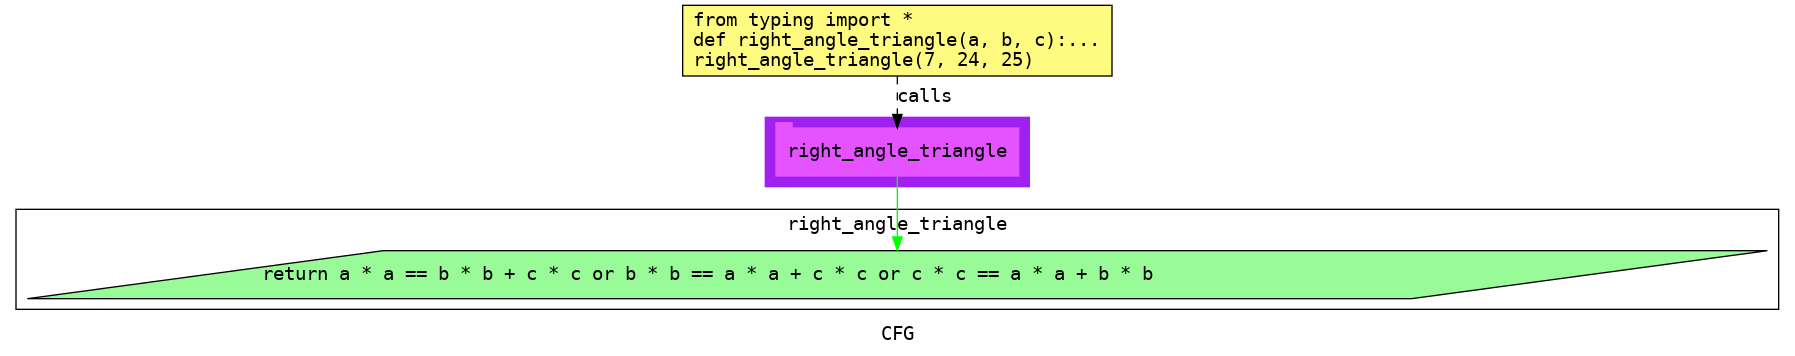 from typing import *
def right_angle_triangle(a, b, c):...
right_angle_triangle(7, 24, 25)
calls
right_angle_triangle
right_angle_triangle
return a * a == b * b + c * c or b * b == a * a + c * c or c * c == a * a + b * b
CFG